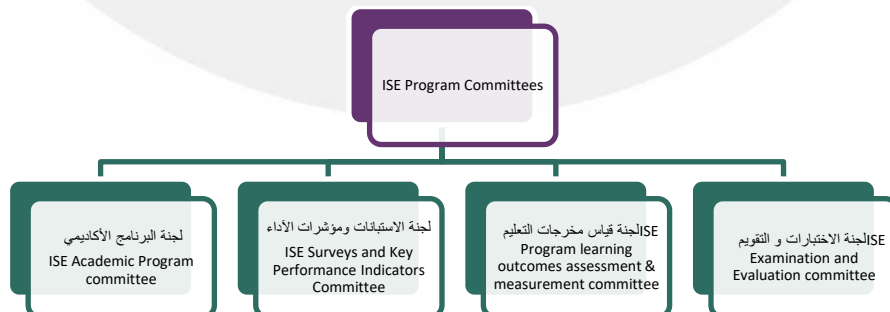 ISE Program Committees
لجنة البرنامج الأكاديمي
ISE Academic Program
committee
لجنة الاستبانات ومؤشرات الآداء
ISE Surveys and Key
Performance Indicators
Committee
ISEلجنة قياس مخرجات التعليم
Program learning
outcomes assessment &
measurement committee
ISEلجنة الاختبارات و التقويم
Examination and
Evaluation committee